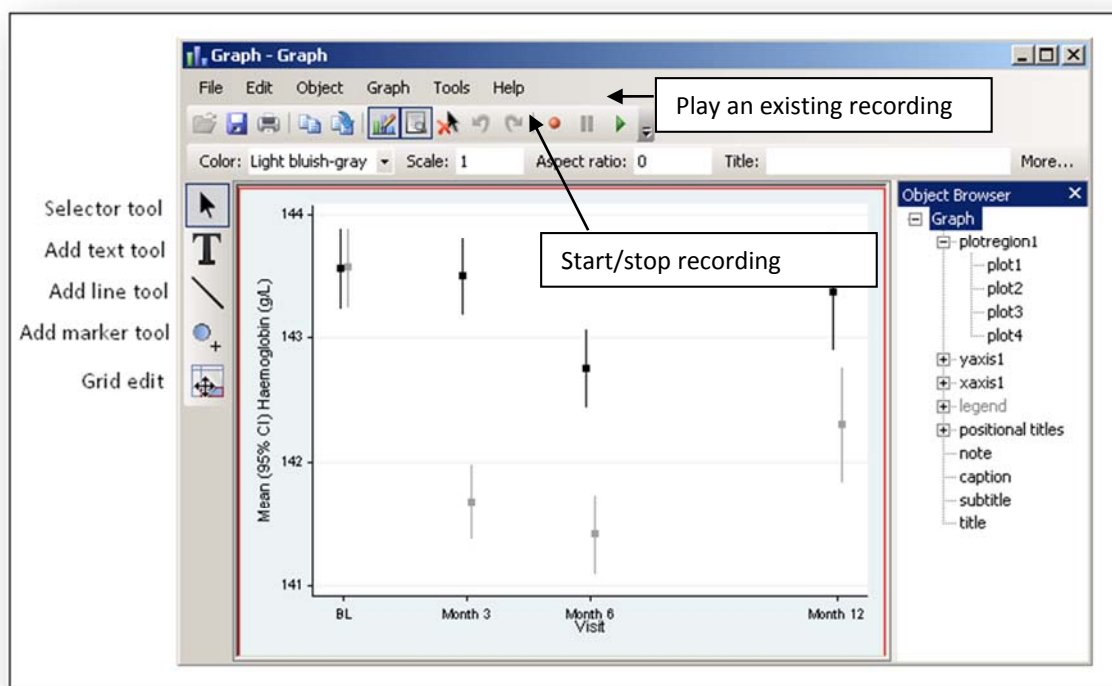 Graph - Graph
File Edit Object Graph Tools Help
Play an existing recording
Color: Light bluish-gray Scale: 1 Aspect ratio: 0 Title: More...
Selector tool
Add text tool
Add line tool
Add marker tool
Grid edit
T
Start/stop recording
Mean (95% CI) Haemoglobin (g/L)
144
143
142
141
BL Month 3 Month 6 Month 12
Visit
Object Browser
Graph
plotregion1
plot1
plot2
plot3
plot4
yaxis1
xaxis1
legend
positional titles
note
caption
subtitle
title